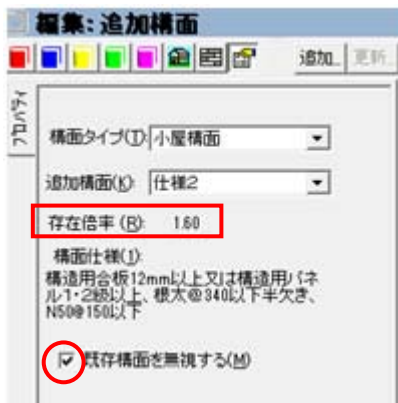 編集: 追加構面
追加... 更新...
プロパティ
構面タイプ(T): 小屋構面
追加構面(K): 仕様2
存在倍率 (R): 1.60
構面仕様(1):
構造用合板12mm以上又は構造用パネ
ル1・2級以上、根太@340以下半欠き、
N50@150以下
既存構面を無視する(M)